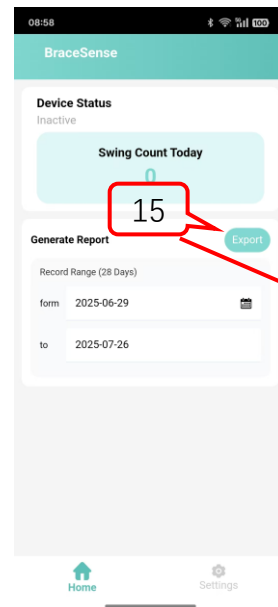 08:58 100
BraceSense
Device Status
Inactive
Swing Count Today
0
15
Generate Report Export
Record Range (28 Days)
form 2025-06-29
to 2025-07-26
Home Settings